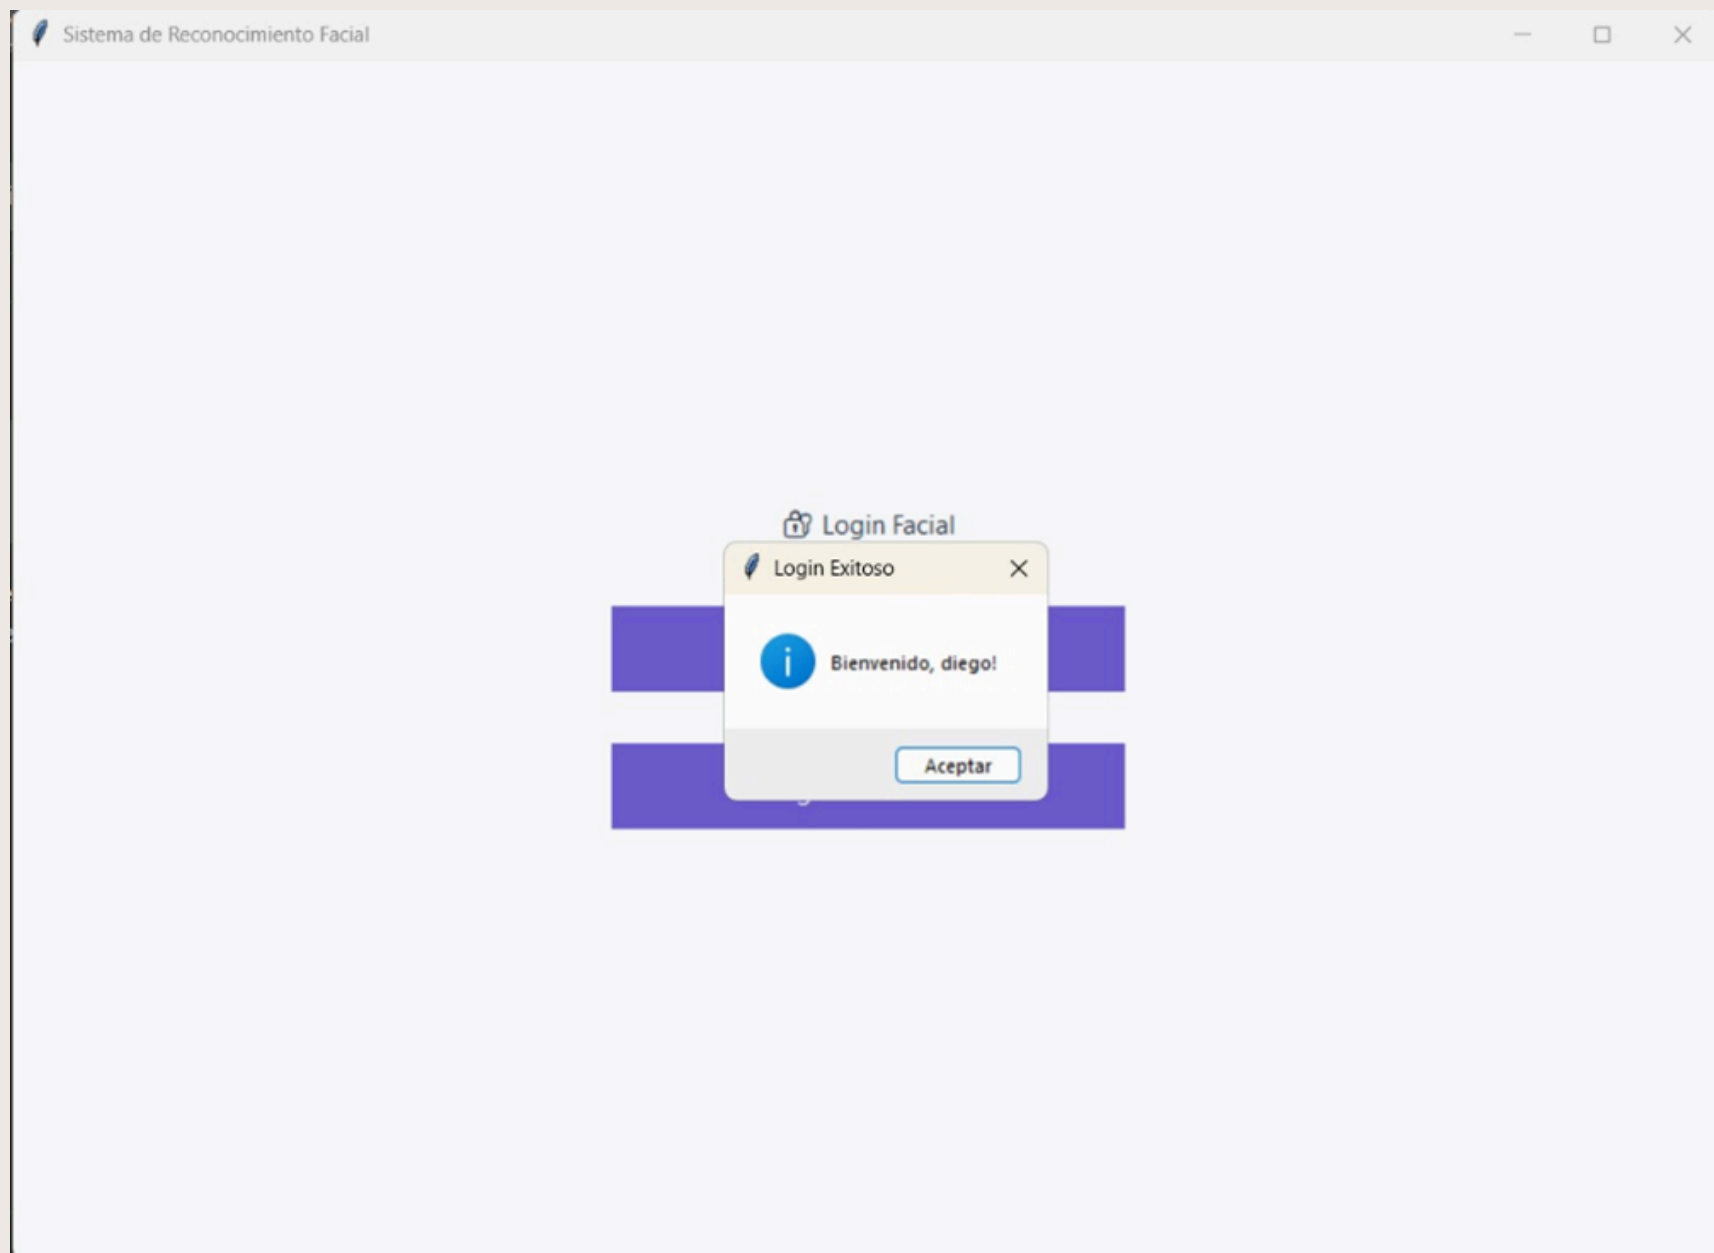 Sistema de Reconocimiento Facial
Login Facial
Login Exitoso
Bienvenido, diego!
Aceptar